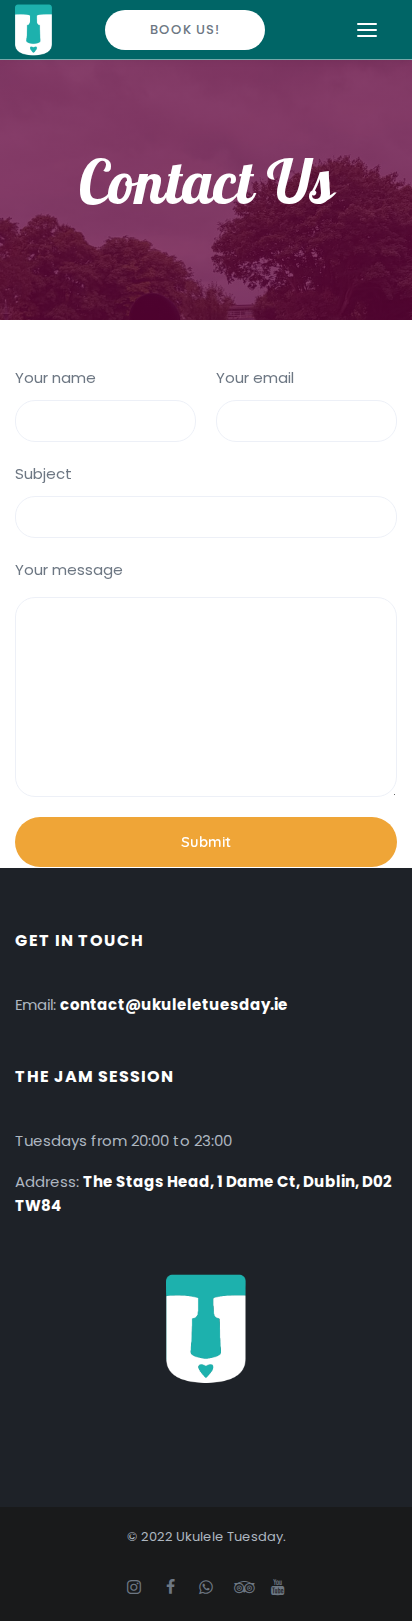 BOOK US!
Contact Us
Your name
Your email
Subject
Your message
Submit
GET IN TOUCH
Email: contact@ukuleletuesday.ie
THE JAM SESSION
Tuesdays from 20:00 to 23:00
Address: The Stags Head, 1 Dame Ct, Dublin, D02
TW84
© 2022 Ukulele Tuesday.